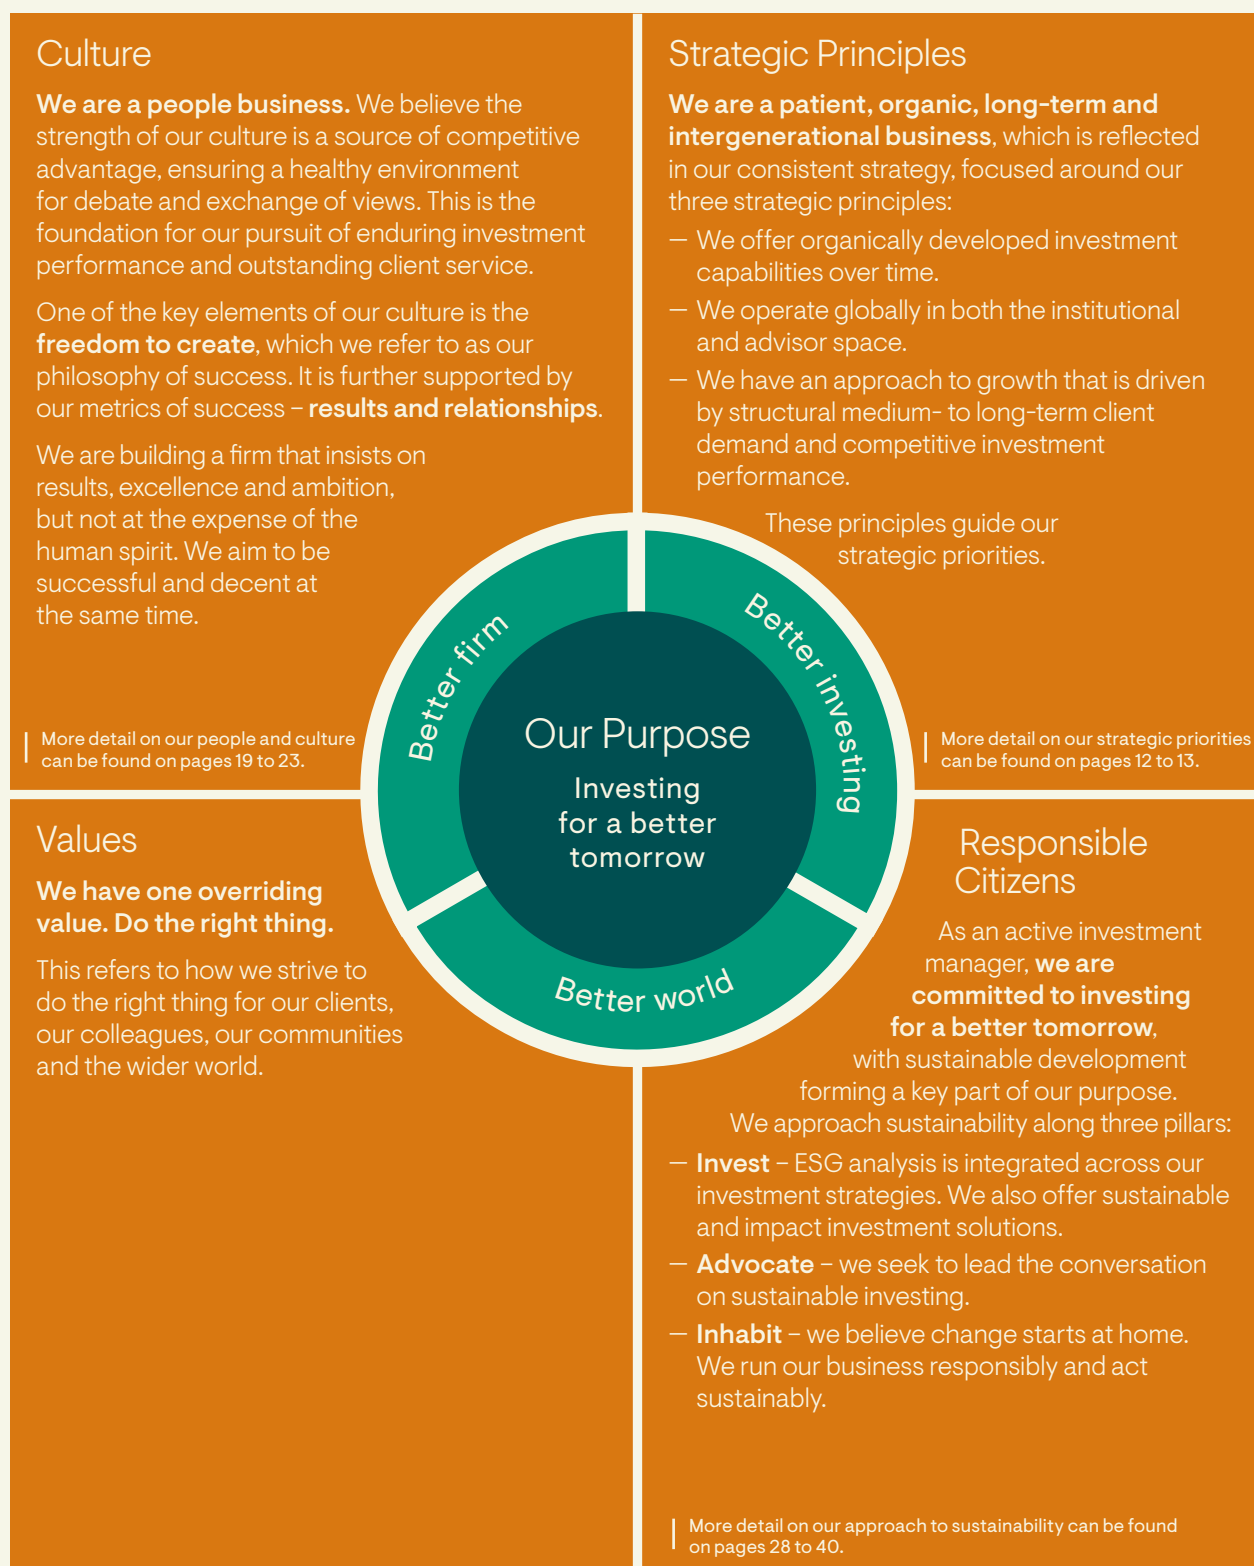 Culture
We are a people business. We believe the
strength of our culture is a source of competitive
advantage, ensuring a healthy environment
for debate and exchange of views. This is the
foundation for our pursuit of enduring investment
performance and outstanding client service.
One of the key elements of our culture is the
freedom to create, which we refer to as our
philosophy of success. It is further supported by
our metrics of success – results and relationships.
We are building a firm that insists on
results, excellence and ambition,
but not at the expense of the
human spirit. We aim to be
successful and decent at
the same time.
More detail on our people and culture
can be found on pages 19 to 23.
Strategic Principles
We are a patient, organic, long-term and
intergenerational business, which is reflected
in our consistent strategy, focused around our
three strategic principles:
— We offer organically developed investment
capabilities over time.
— We operate globally in both the institutional
and advisor space.
— We have an approach to growth that is driven
by structural medium- to long-term client
demand and competitive investment
performance.
These principles guide our
strategic priorities.
More detail on our strategic priorities
can be found on pages 12 to 13.
Better firm
Better investing
Better world
Our Purpose
Investing
for a better
tomorrow
Values
We have one overriding
value. Do the right thing.
This refers to how we strive to
do the right thing for our clients,
our colleagues, our communities
and the wider world.
Responsible
Citizens
As an active investment
manager, we are
committed to investing
for a better tomorrow,
with sustainable development
forming a key part of our purpose.
We approach sustainability along three pillars:
— Invest – ESG analysis is integrated across our
investment strategies. We also offer sustainable
and impact investment solutions.
— Advocate – we seek to lead the conversation
on sustainable investing.
— Inhabit – we believe change starts at home.
We run our business responsibly and act
sustainably.
More detail on our approach to sustainability can be found
on pages 28 to 40.